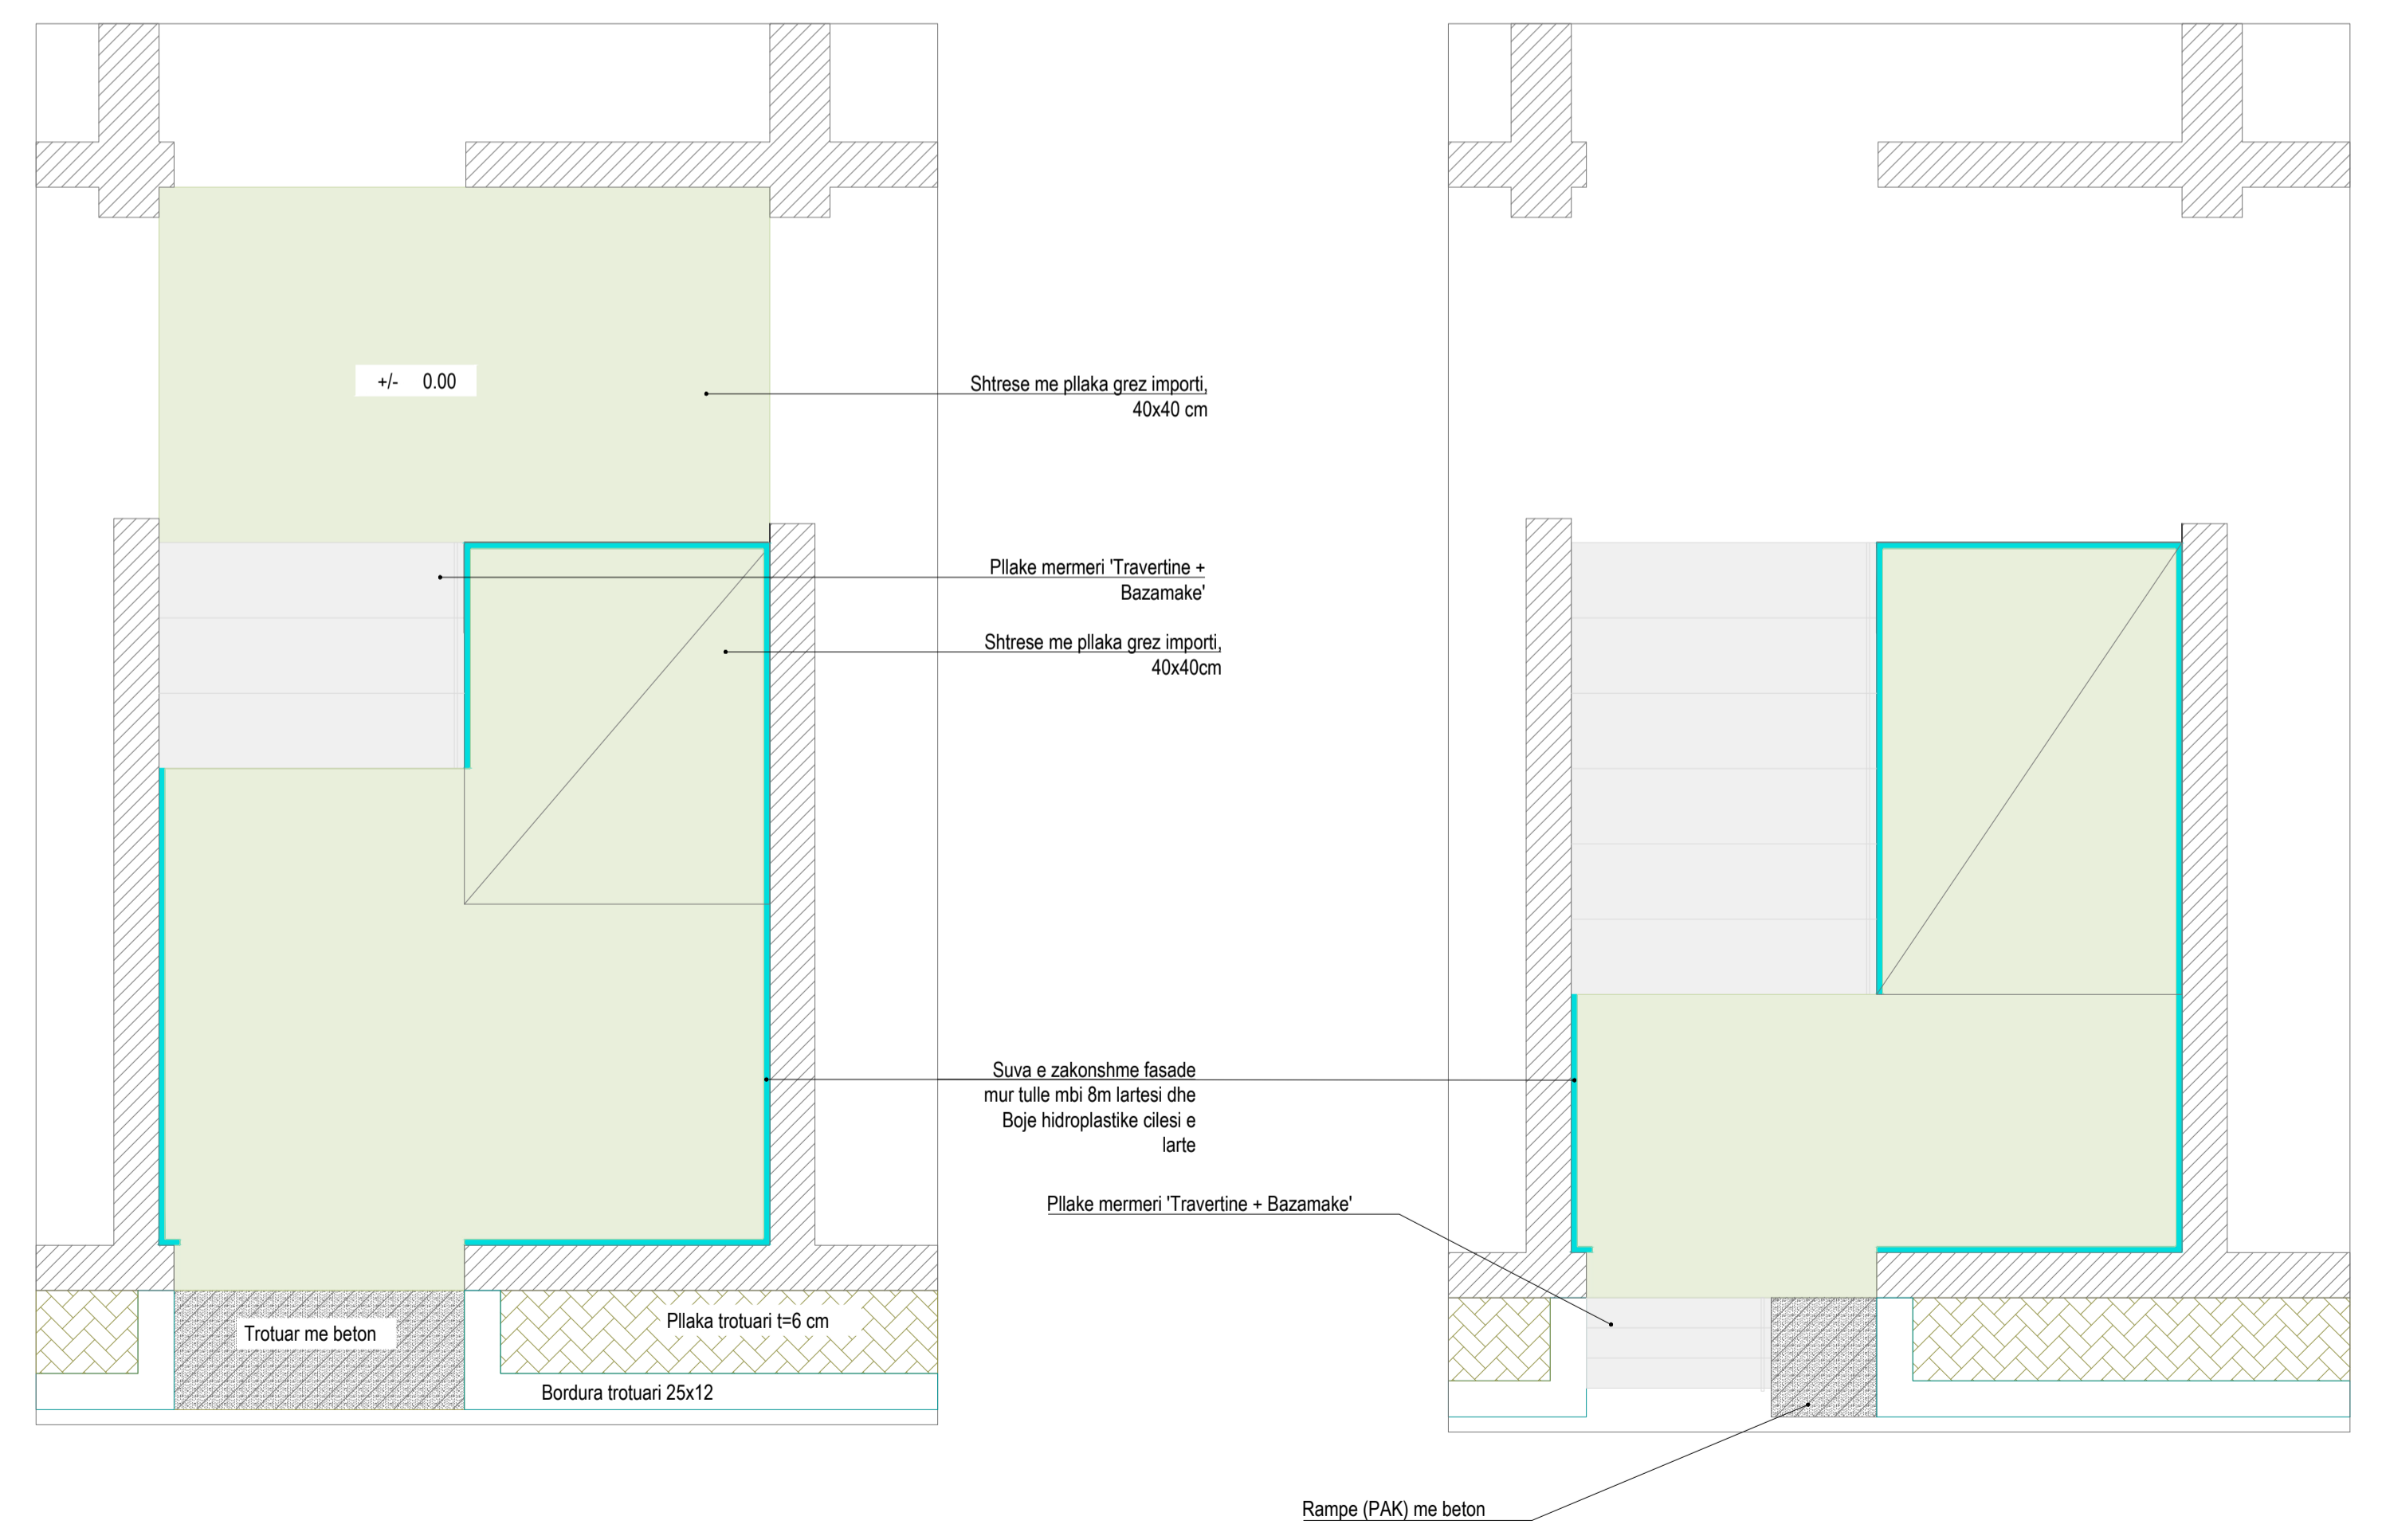 +/- 0.00
Shtrese me pllaka grez importi,
40x40 cm
Pllake mermeri 'Travertine +
Bazamake'
Shtrese me pllaka grez importi,
40x40cm
Suva e zakonshme fasade
mur tulle mbi 8m lartesi dhe
Boje hidroplastike cilesi e
larte
Pllake mermeri 'Travertine + Bazamake'
Trotuar me beton
Pllaka trotuari t=6 cm
Bordura trotuari 25x12
Rampe (PAK) me beton